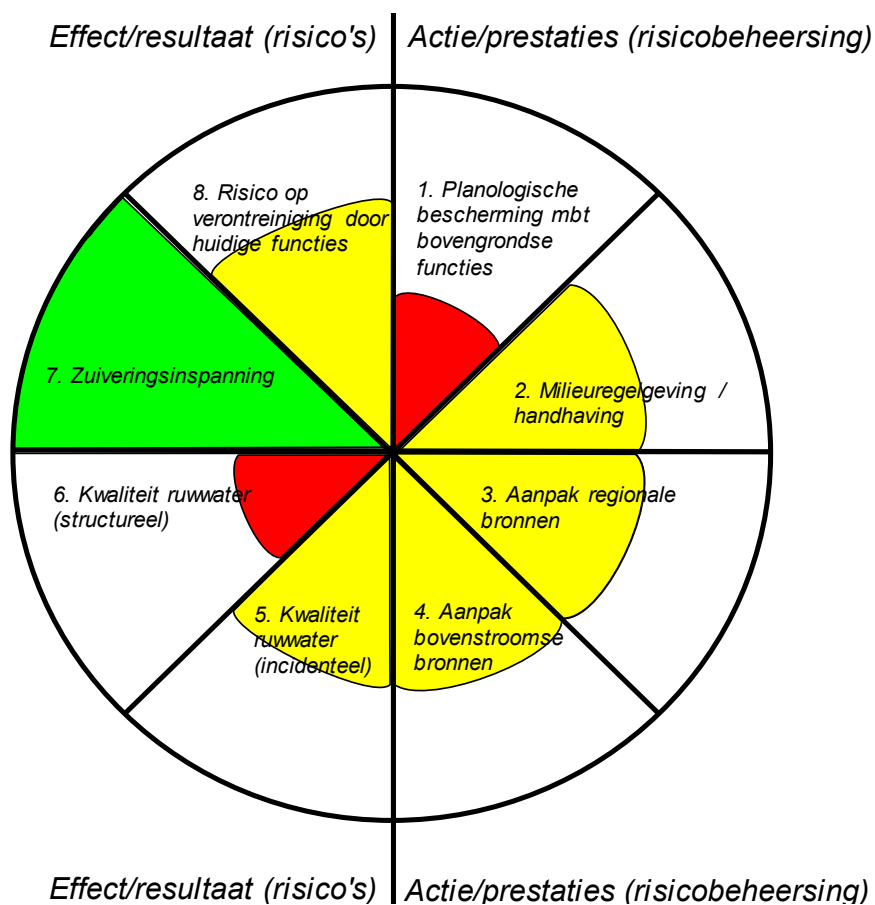 Effect/resultaat (risico's)
Actie/prestaties (risicobeheersing)
8. Risico op
verontreiniging door
huidige functies
1. Planologische
bescherming mbt
bovengrondse
functies
7. Zuiveringsinspanning
2. Milieuregelgeving /
handhaving
6. Kwaliteit ruwwater
(structureel)
3. Aanpak regionale
bronnen
5. Kwaliteit
ruwwater
(incidenteel)
4. Aanpak
bovenstroomse
bronnen
Effect/resultaat (risico's)
Actie/prestaties (risicobeheersing)